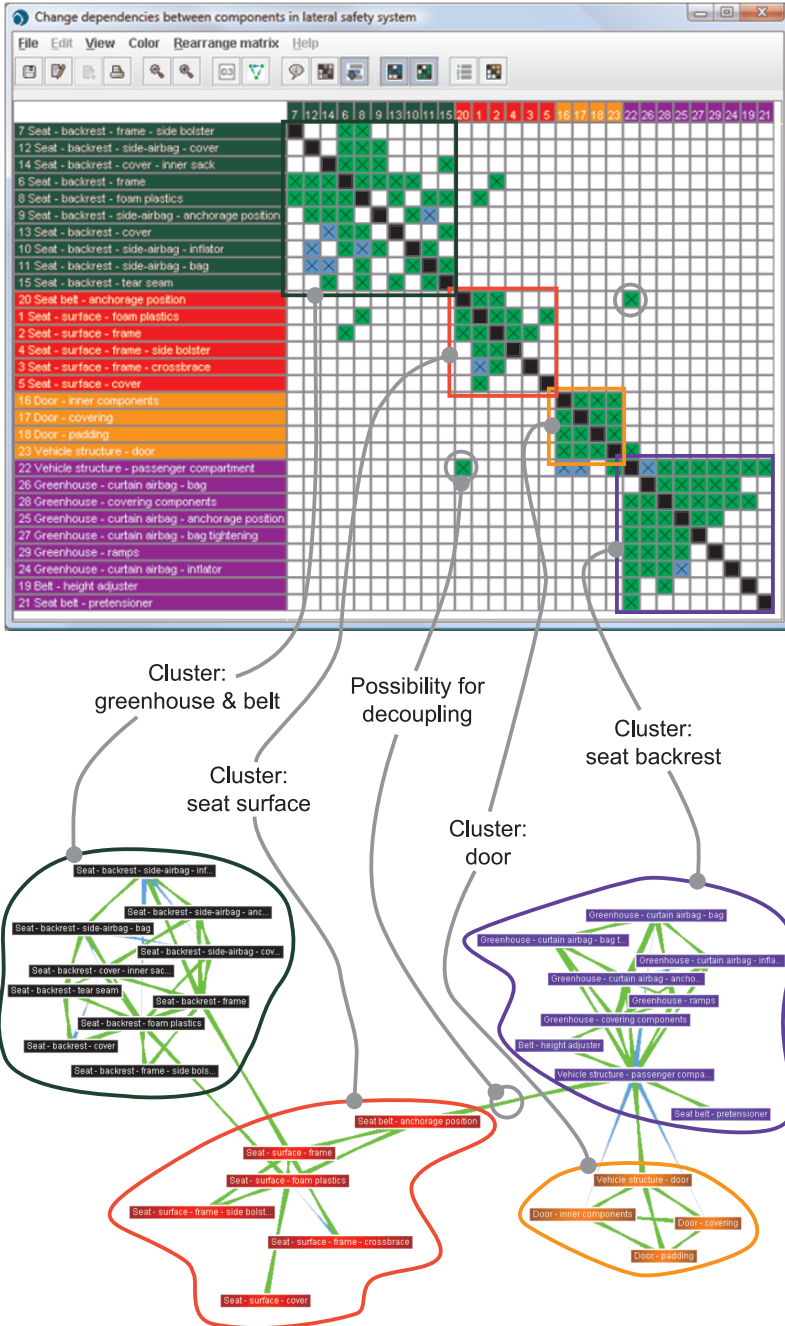 Change dependencies between components in lateral safety system
File Edit View Color Rearrange matrix Help
0.3
7 12 14 6 8 9 13 10 11 15 20 1 2 4 3 5 16 17 18 23 22 26 28 25 27 29 24 19 21
7 Seat - backrest - frame - side bolster
12 Seat - backrest - side-airbag - cover
14 Seat - backrest - cover - inner sack
6 Seat - backrest - frame
8 Seat - backrest - foam plastics
9 Seat - backrest - side-airbag - anchorage position
13 Seat - backrest - cover
10 Seat - backrest - side-airbag - inflator
11 Seat - backrest - side-airbag - bag
15 Seat - backrest - tear seam
20 Seat belt - anchorage position
1 Seat - surface - foam plastics
2 Seat - surface - frame
4 Seat - surface - frame - side bolster
3 Seat - surface - frame - crossbrace
5 Seat - surface - cover
16 Door - inner components
17 Door - covering
18 Door - padding
23 Vehicle structure - door
22 Vehicle structure - passenger compartment
26 Greenhouse - curtain airbag - bag
28 Greenhouse - covering components
25 Greenhouse - curtain airbag - anchorage position
27 Greenhouse - curtain airbag - bag tightening
29 Greenhouse - ramps
24 Greenhouse - curtain airbag - inflator
19 Belt - height adjuster
21 Seat belt - pretensioner
Cluster:
greenhouse & belt
Possibility for
decoupling
Cluster:
seat backrest
Cluster:
seat surface
Cluster:
door
Seat - backrest - side-airbag - inf...
Seat - backrest - side-airbag - anc...
Seat - backrest - side-airbag - bag
Seat - backrest - side-airbag - cov...
Seat - backrest - cover - inner sac...
Seat - backrest - tear seam
Seat - backrest - frame
Seat - backrest - foam plastics
Seat - backrest - cover
Seat - backrest - frame - side bols...
Greenhouse - curtain airbag - bag
Greenhouse - curtain airbag - bag t...
Greenhouse - curtain airbag - infla...
Greenhouse - curtain airbag - ancho...
Greenhouse - ramps
Greenhouse - covering components
Belt - height adjuster
Vehicle structure - passenger compa...
Seat belt - pretensioner
Seat belt - anchorage position
Seat - surface - frame
Seat - surface - foam plastics
Seat - surface - frame - side bolst...
Seat - surface - frame - crossbrace
Seat - surface - cover
Vehicle structure - door
Door - inner components
Door - covering
Door - padding